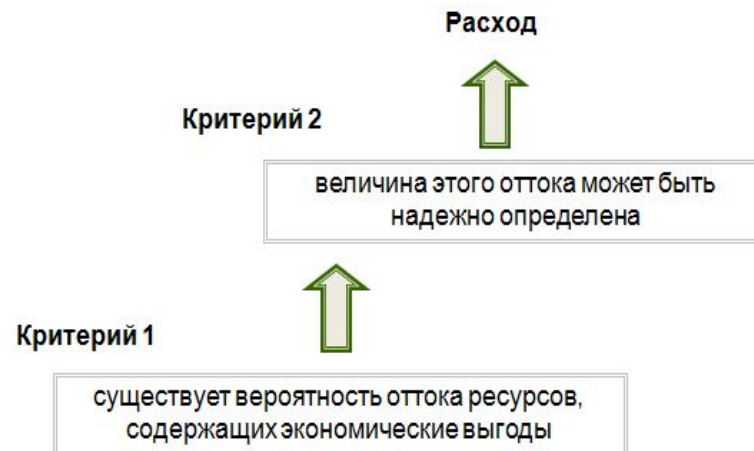 Расход
Критерий 2
величина этого оттока может быть
надежно определена
Критерий 1
существует вероятность оттока ресурсов,
содержащих экономические выгоды